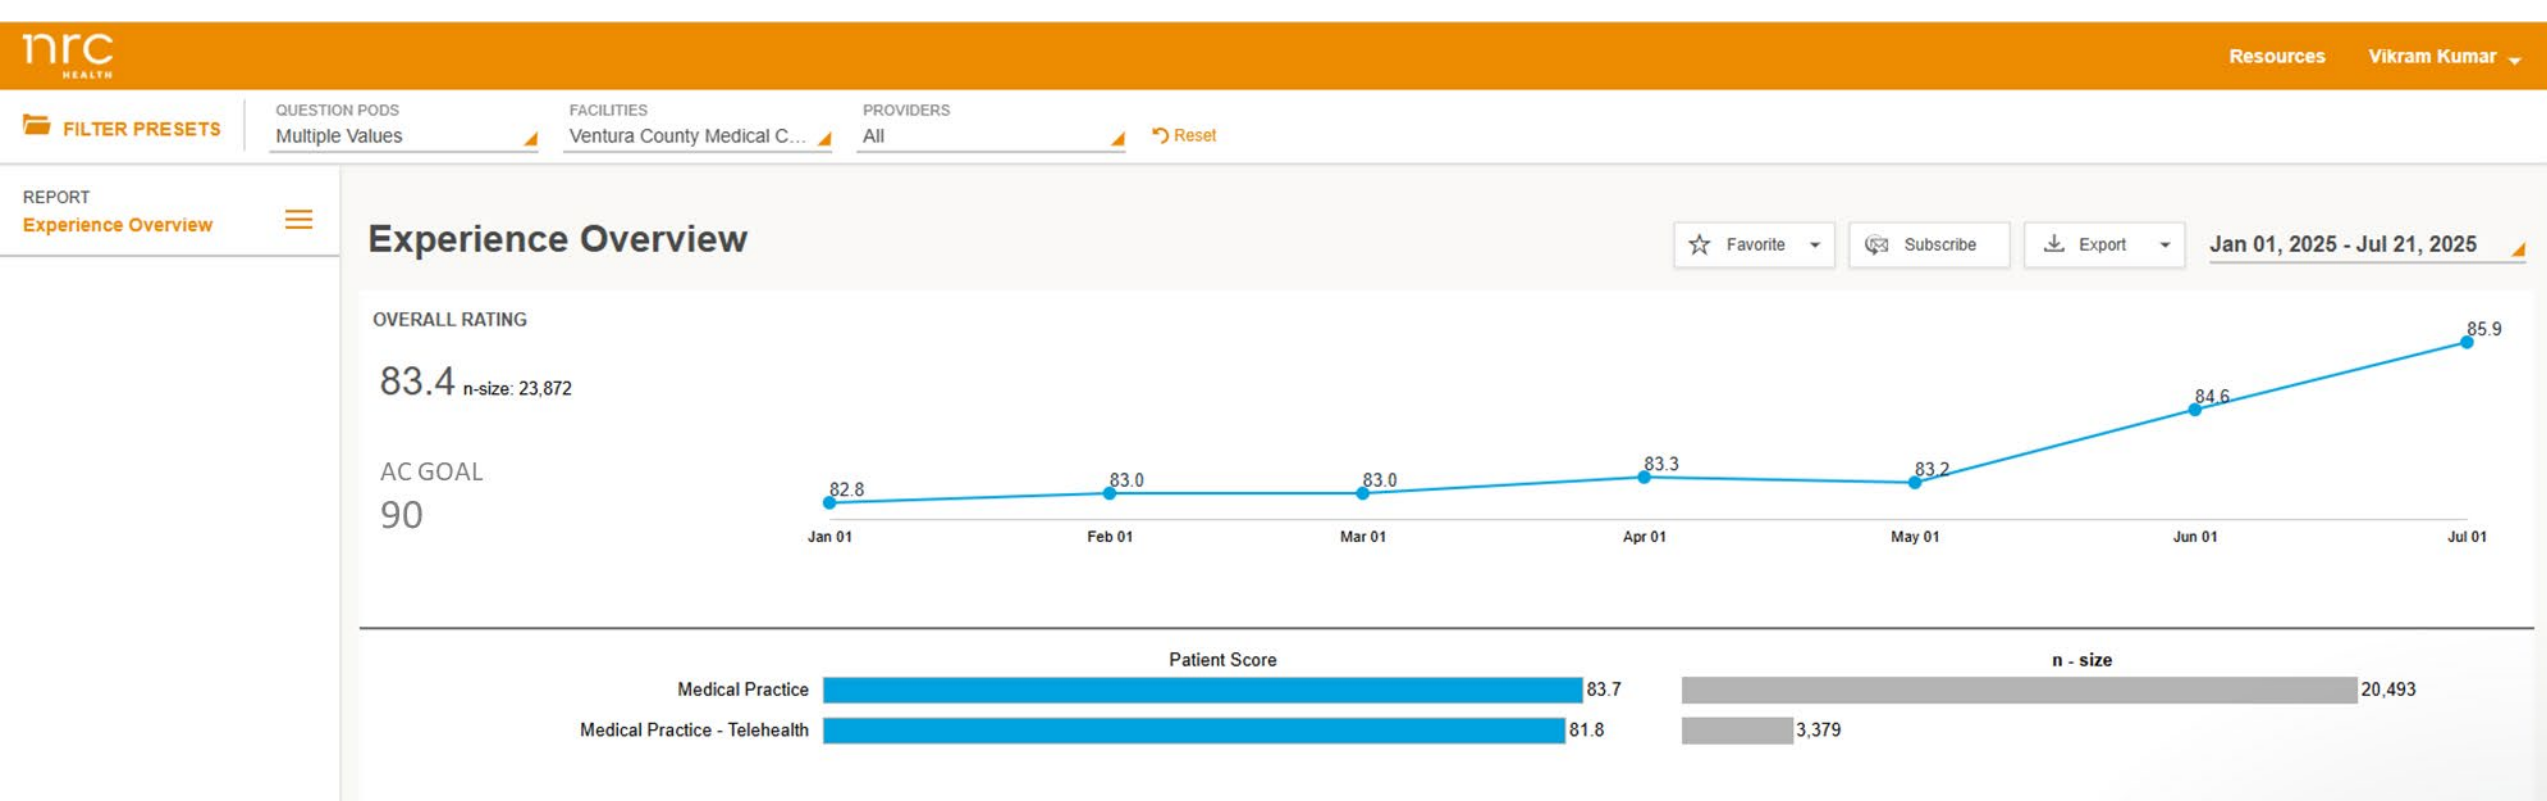 nrc
HEALTH
Resources
Vikram Kumar
FILTER PRESETS
QUESTION PODS
Multiple Values
FACILITIES
Ventura County Medical C...
PROVIDERS
All
Reset
REPORT
Experience Overview
Experience Overview
Favorite
Subscribe
Export
Jan 01, 2025 - Jul 21, 2025
OVERALL RATING
83.4 n-size: 23,872
AC GOAL
90
82.8
83.0
83.0
83.3
83.2
84.6
85.9
Jan 01
Feb 01
Mar 01
Apr 01
May 01
Jun 01
Jul 01
Patient Score
n - size
Medical Practice
83.7
20,493
Medical Practice - Telehealth
81.8
3,379